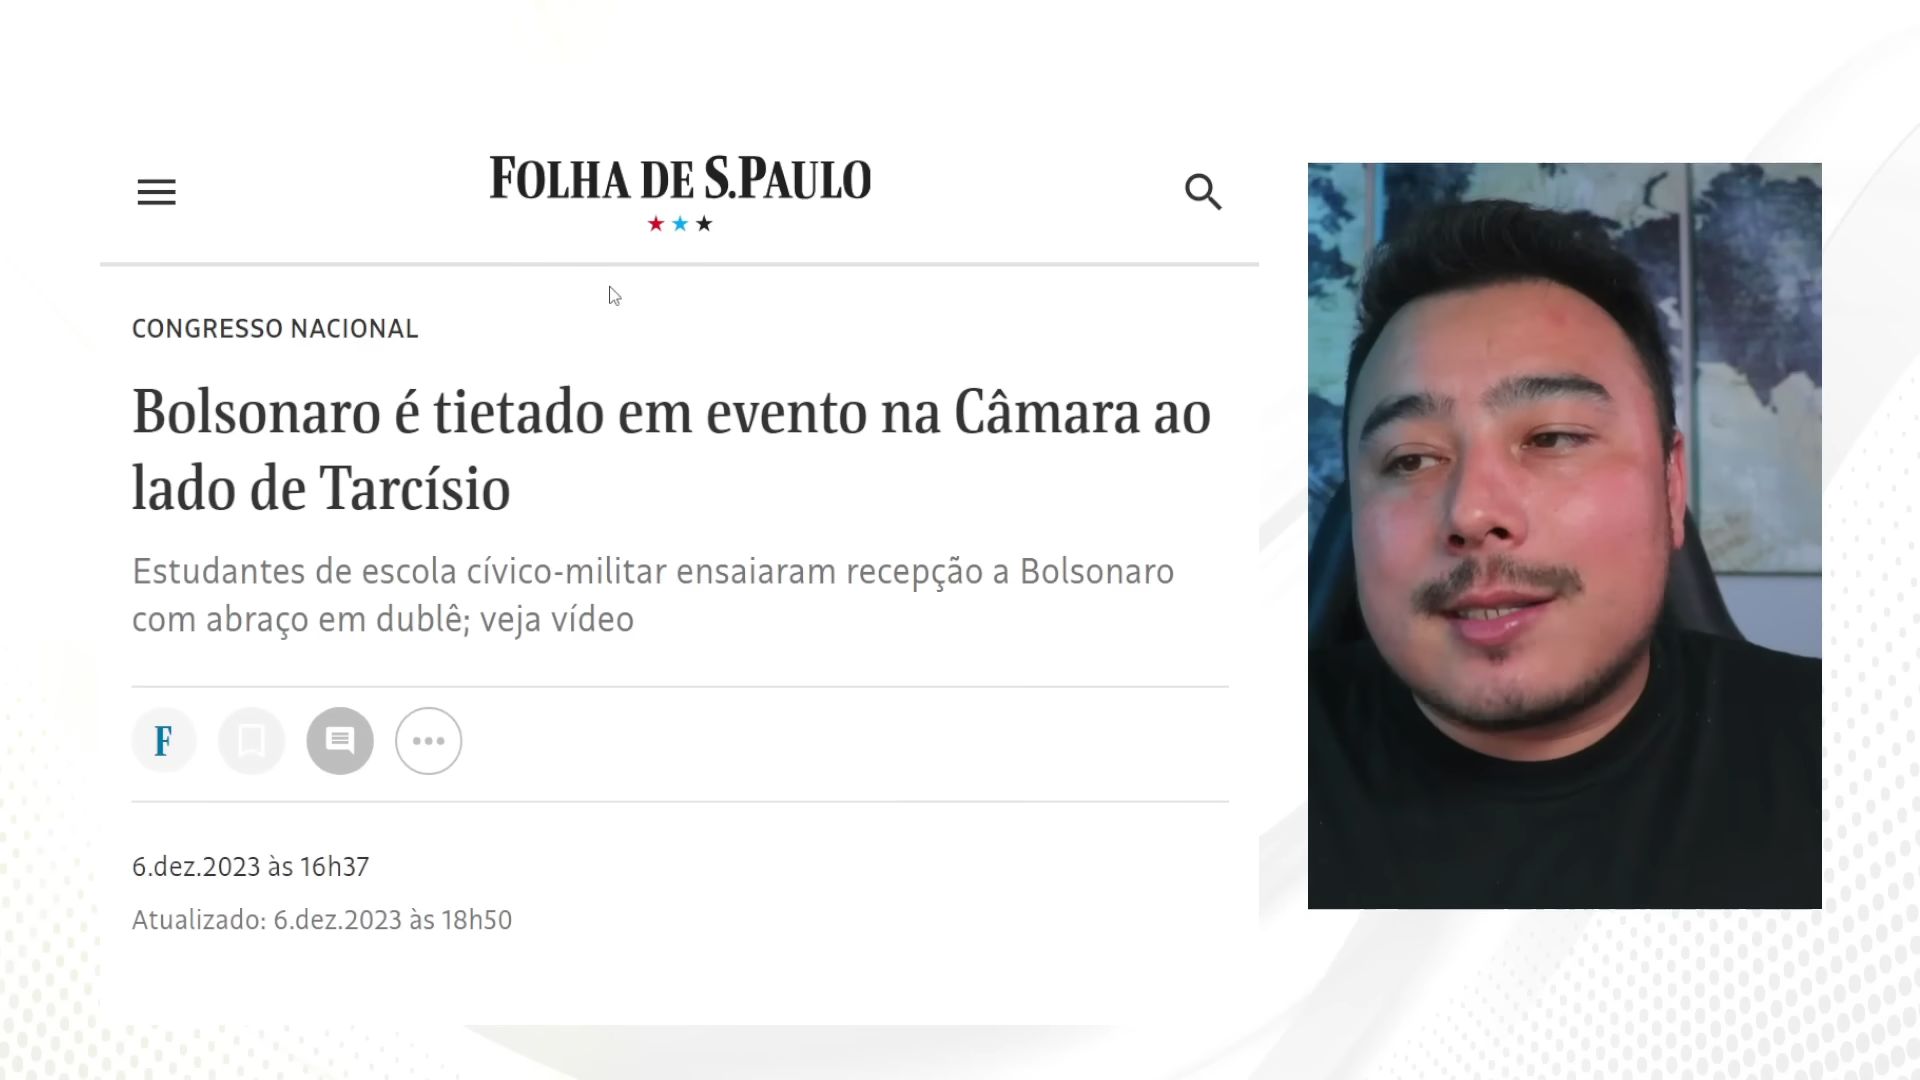 FOLHA DE S.PAULO
CONGRESSO NACIONAL
Bolsonaro é tietado em evento na Câmara ao
lado de Tarcísio
Estudantes de escola cívico-militar ensaiaram recepção a Bolsonaro
com abraço em dublê; veja vídeo
F
6.dez.2023 às 16h37
Atualizado: 6.dez.2023 às 18h50